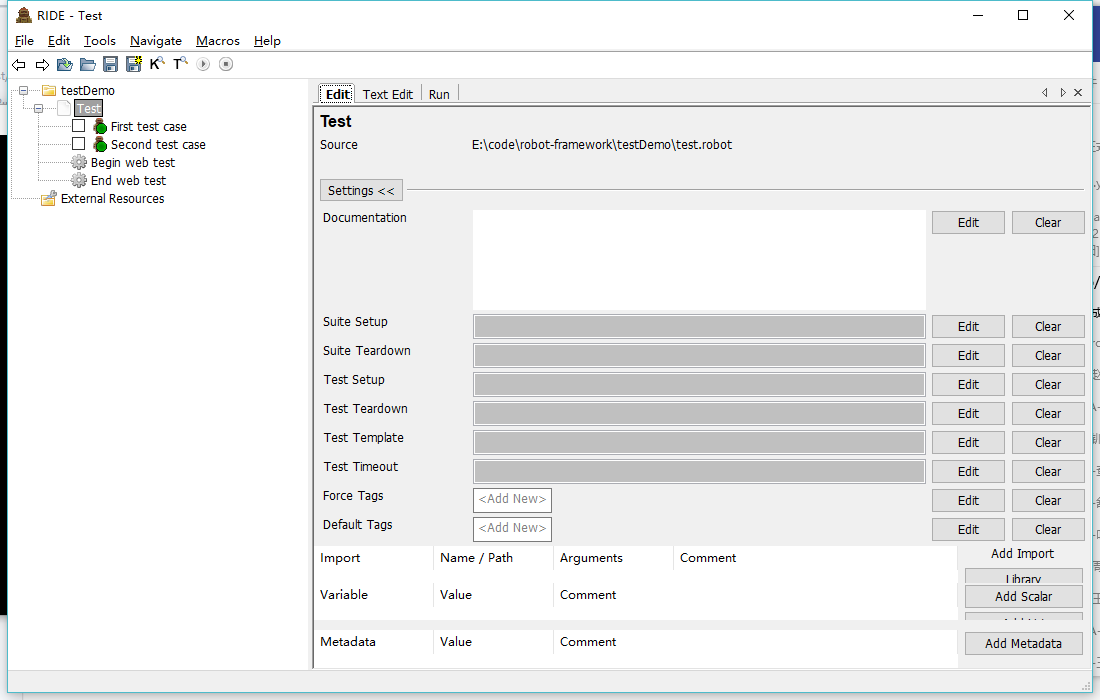 RIDE - Test
File Edit Tools Navigate Macros Help
testDemo
Test
First test case
Second test case
Begin web test
End web test
External Resources
Edit Text Edit Run
Test
Source E:\code\robot-framework\testDemo\test.robot
Settings <<
Documentation Edit Clear
Suite Setup Edit Clear
Suite Teardown Edit Clear
Test Setup Edit Clear
Test Teardown Edit Clear
Test Template Edit Clear
Test Timeout Edit Clear
Force Tags <Add New> Edit Clear
Default Tags <Add New> Edit Clear
Import Name / Path Arguments Comment Add Import
Library
Variable Value Comment Add Scalar
Metadata Value Comment Add Metadata